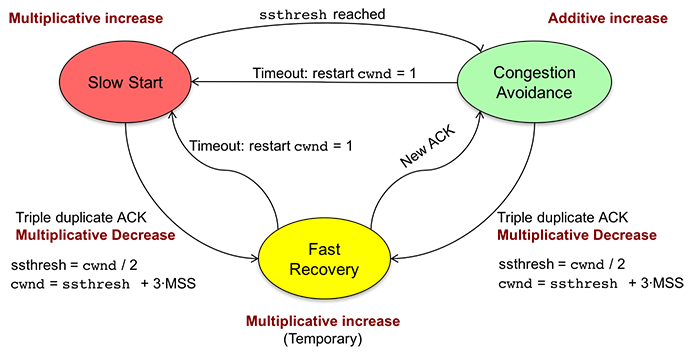 Multiplicative increase
ssthresh reached
Additive increase
Slow Start
Timeout: restart cwnd = 1
Congestion
Avoidance
Timeout: restart cwnd = 1
New ACK
Triple duplicate ACK
Multiplicative Decrease
ssthresh = cwnd / 2
cwnd = ssthresh + 3·MSS
Fast
Recovery
Triple duplicate ACK
Multiplicative Decrease
ssthresh = cwnd / 2
cwnd = ssthresh + 3·MSS
Multiplicative increase
(Temporary)